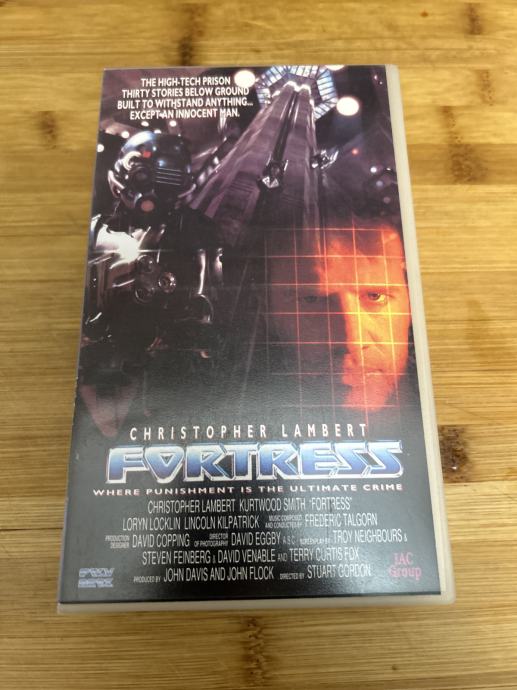 THE HIGH-TECH PRISON
THIRTY STORIES BELOW GROUND
BUILT TO WITHSTAND ANYTHING...
EXCEPT AN INNOCENT MAN.
CHRISTOPHER LAMBERT
FORTRESS
WHERE PUNISHMENT IS THE ULTIMATE CRIME
CHRISTOPHER LAMBERT KURTWOOD SMITH "FORTRESS"
LORYN LOCKLIN LINCOLN KILPATRICK MUSIC COMPOSED AND CONDUCTED BY FREDERIC TALGORN
PRODUCTION DESIGNER DAVID COPPING DIRECTOR OF PHOTOGRAPHY DAVID EGGBY A.S.C. SCREENPLAY BY TROY NEIGHBOURS &
STEVEN FEINBERG & DAVID VENABLE AND TERRY CURTIS FOX
PRODUCED BY JOHN DAVIS AND JOHN FLOCK DIRECTED BY STUART GORDON
IAC
Group